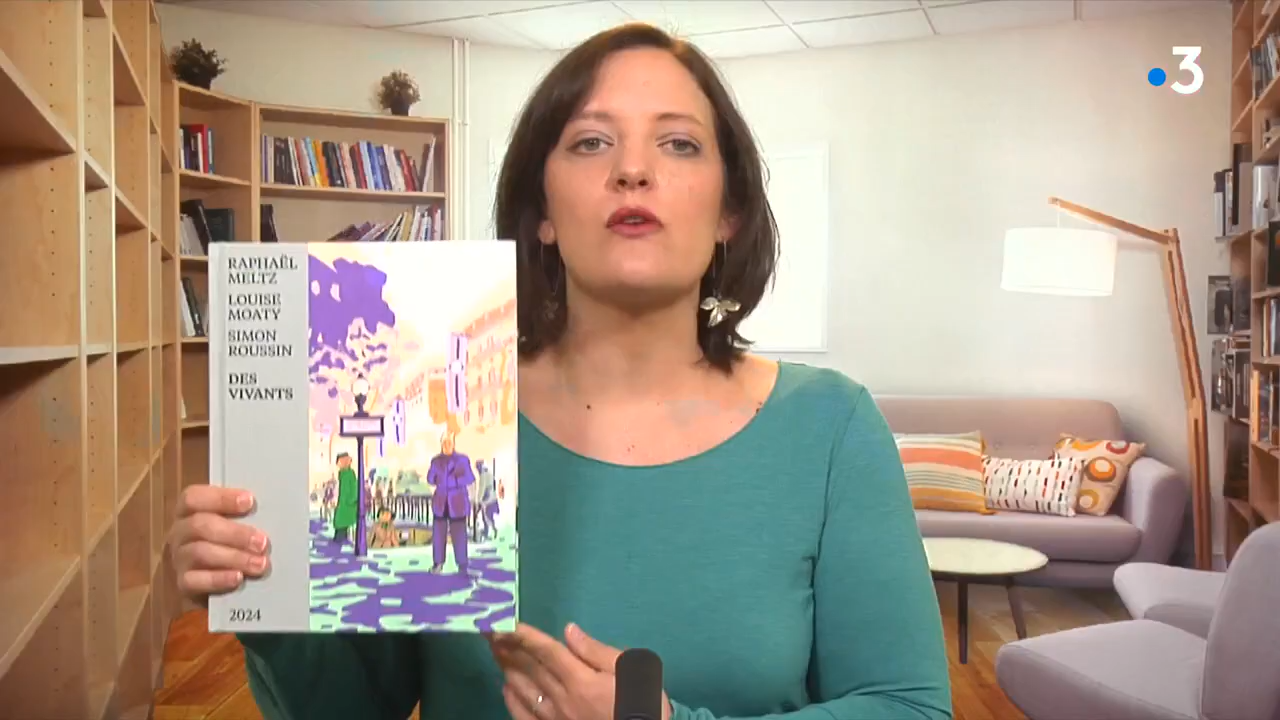 3
RAPHAËL
MELTZ
LOUISE
MOATY
SIMON
ROUSSIN
DES
VIVANTS
2024